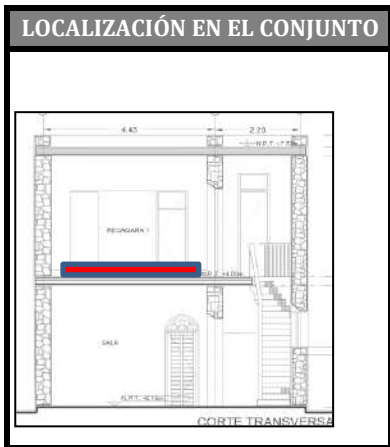 LOCALIZACIÓN EN EL CONJUNTO
4.43 2.20
RECAMARA 1
SALA
CORTE TRANSVERSA